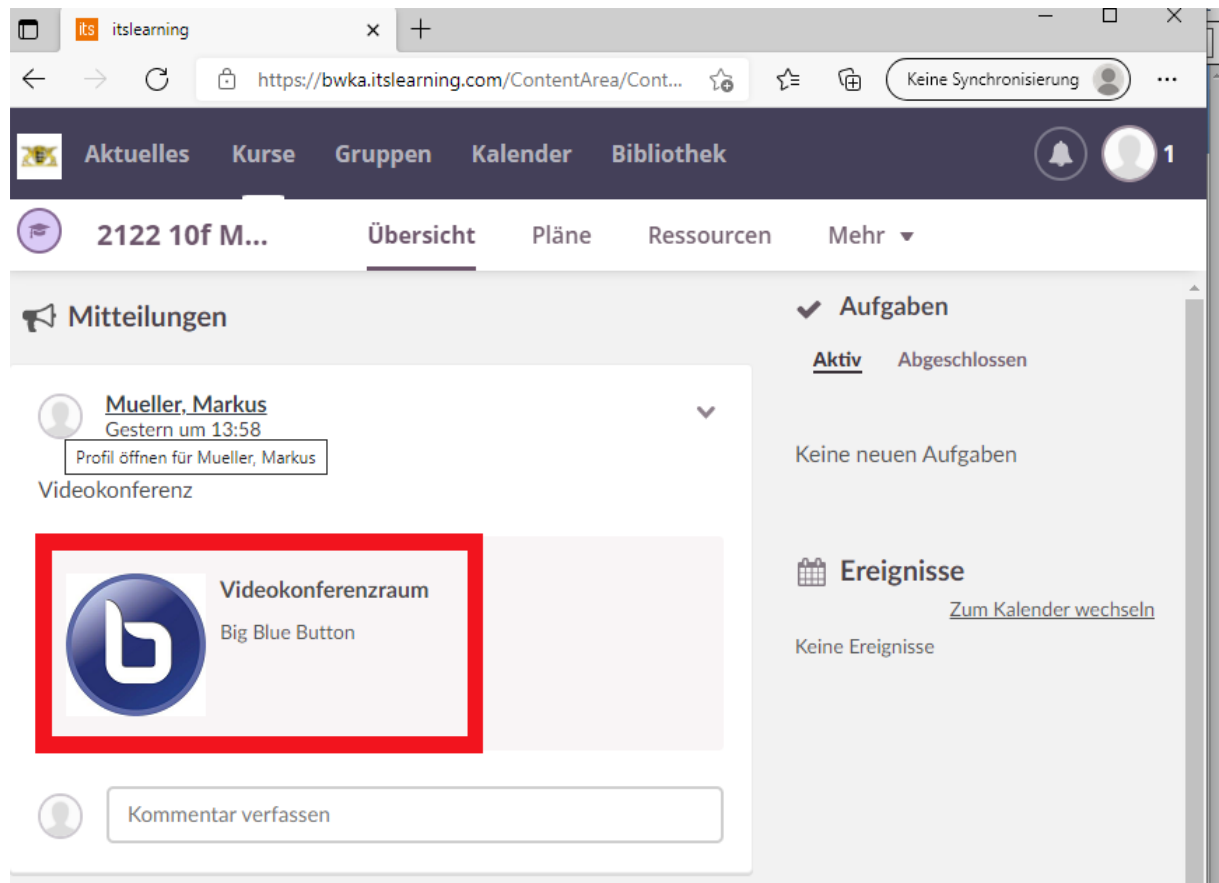 its itslearning
https://bwka.itslearning.com/ContentArea/Cont... Keine Synchronisierung
Aktuelles Kurse Gruppen Kalender Bibliothek 1
2122 10f M... Übersicht Pläne Ressourcen Mehr
Mitteilungen
Mueller, Markus
Gestern um 13:58
Profil öffnen für Mueller, Markus
Videokonferenz
Videokonferenzraum
Big Blue Button
Kommentar verfassen
Aufgaben
Aktiv Abgeschlossen
Keine neuen Aufgaben
Ereignisse
Zum Kalender wechseln
Keine Ereignisse